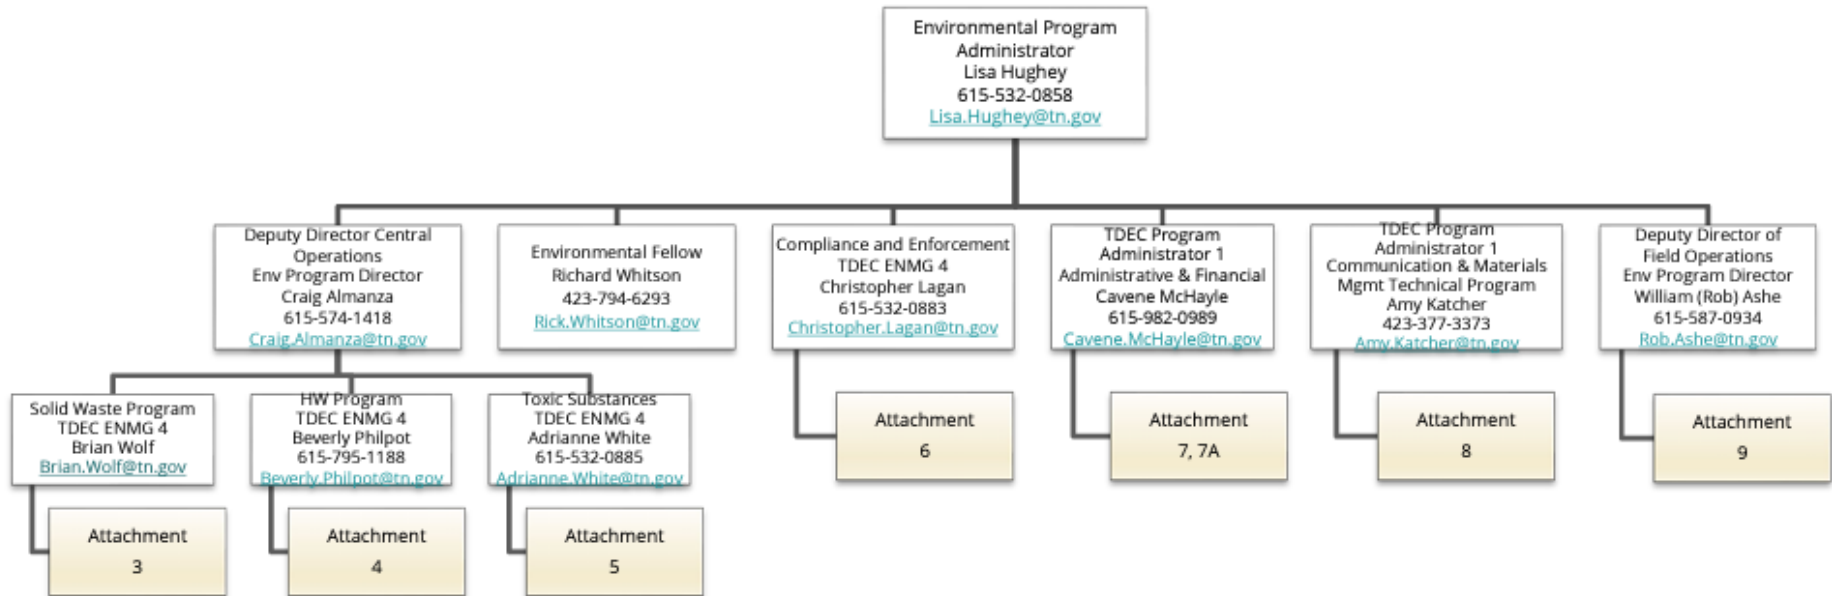 Environmental Program
Administrator
Lisa Hughey
615-532-0858
Lisa.Hughey@tn.gov
Deputy Director Central
Operations
Env Program Director
Craig Almanza
615-574-1418
Craig.Almanza@tn.gov
Environmental Fellow
Richard Whitson
423-794-6293
Rick.Whitson@tn.gov
Compliance and Enforcement
TDEC ENMG 4
Christopher Lagan
615-532-0883
Christopher.Lagan@tn.gov
TDEC Program
Administrator 1
Administrative & Financial
Cavene McHayle
615-982-0989
Cavene.McHayle@tn.gov
TDEC Program
Administrator 1
Communication & Materials
Mgmt Technical Program
Amy Katcher
423-377-3373
Amy.Katcher@tn.gov
Deputy Director of
Field Operations
Env Program Director
William (Rob) Ashe
615-587-0934
Rob.Ashe@tn.gov
Solid Waste Program
TDEC ENMG 4
Brian Wolf
Brian.Wolf@tn.gov
HW Program
TDEC ENMG 4
Beverly Philpot
615-795-1188
Beverly.Philpot@tn.gov
Toxic Substances
TDEC ENMG 4
Adrianne White
615-532-0885
Adrianne.White@tn.gov
Attachment
6
Attachment
7, 7A
Attachment
8
Attachment
9
Attachment
3
Attachment
4
Attachment
5